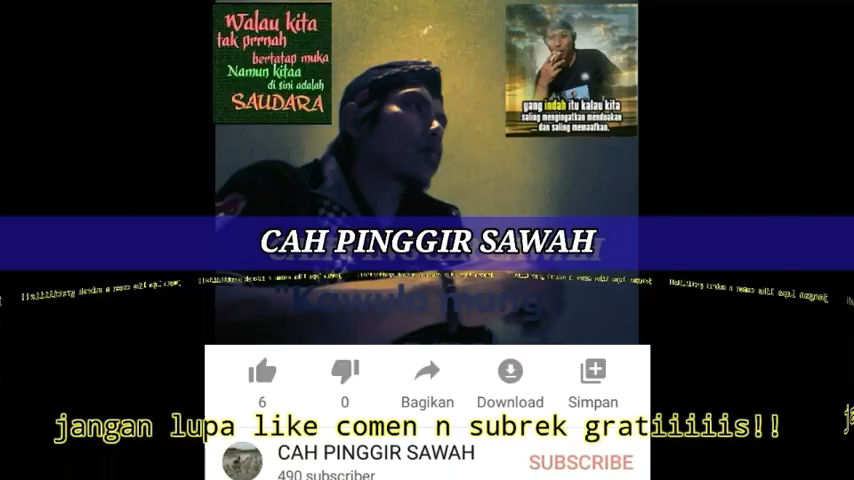 Walau kita
tak prrnah
bertatap muka
Namun kitaa
di sini adalah
SAUDARA
yang indah itu kalau kita
saling mengingatkan mendoakan
... dan saling memaafkan.
CAH PINGGIR SAWAH
"Kawula mang
6
0
Bagikan
Download
Simpan
jangan lupa like comen n subrek gratiiiiis!!
CAH PINGGIR SAWAH
490 subscriber
SUBSCRIBE